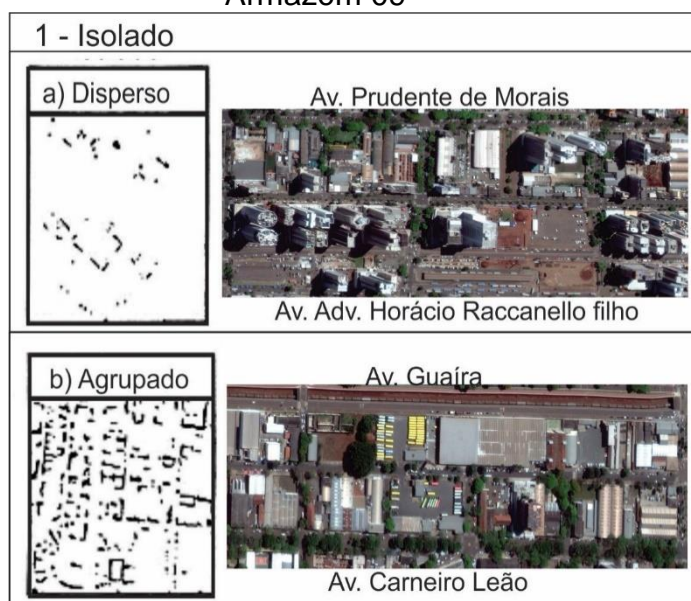 1 - Isolado
a) Disperso
Av. Prudente de Morais
Av. Adv. Horácio Raccanello filho
b) Agrupado
Av. Guaíra
Av. Carneiro Leão